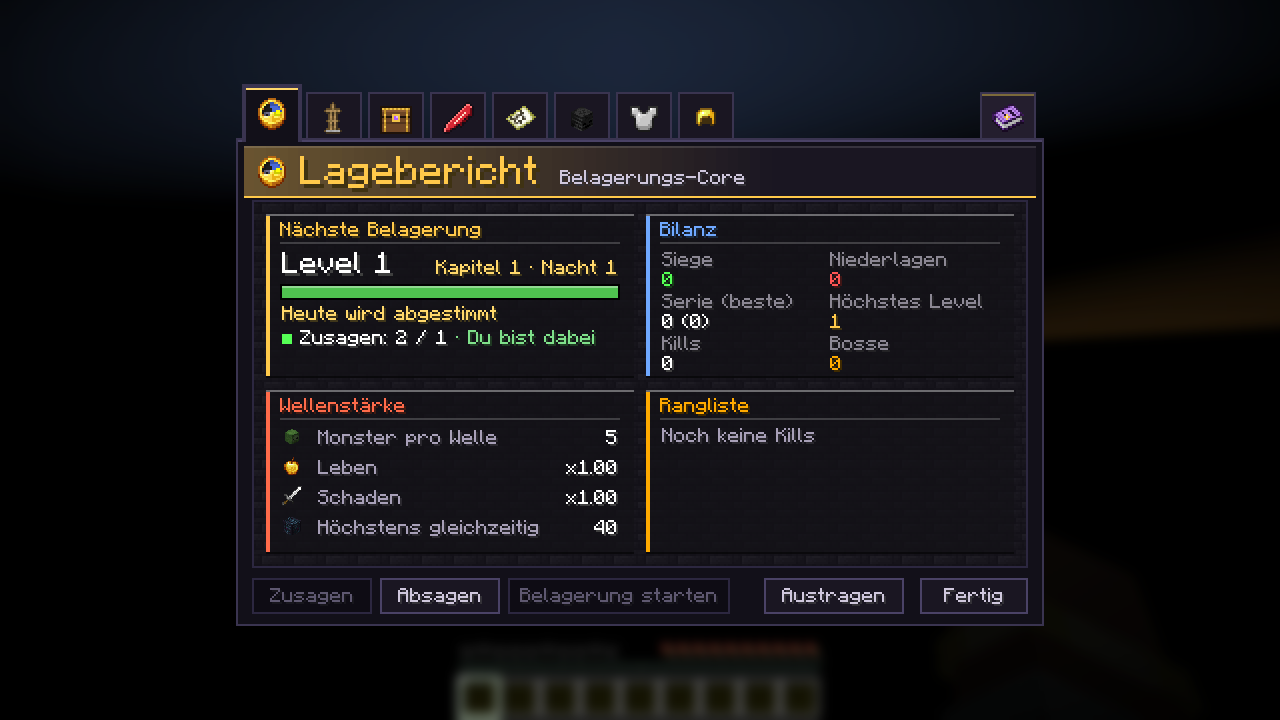 Lagebericht Belagerungs-Core
Nächste Belagerung
Level 1 Kapitel 1 · Nacht 1
Heute wird abgestimmt
Zusagen: 2 / 1 · Du bist dabei
Bilanz
Siege Niederlagen
0 0
Serie (beste) Höchstes Level
0 (0) 1
Kills Bosse
0 0
Wellenstärke
Monster pro Welle 5
Leben x1.00
Schaden x1.00
Höchstens gleichzeitig 40
Rangliste
Noch keine Kills
Zusagen Absagen Belagerung starten Austragen Fertig